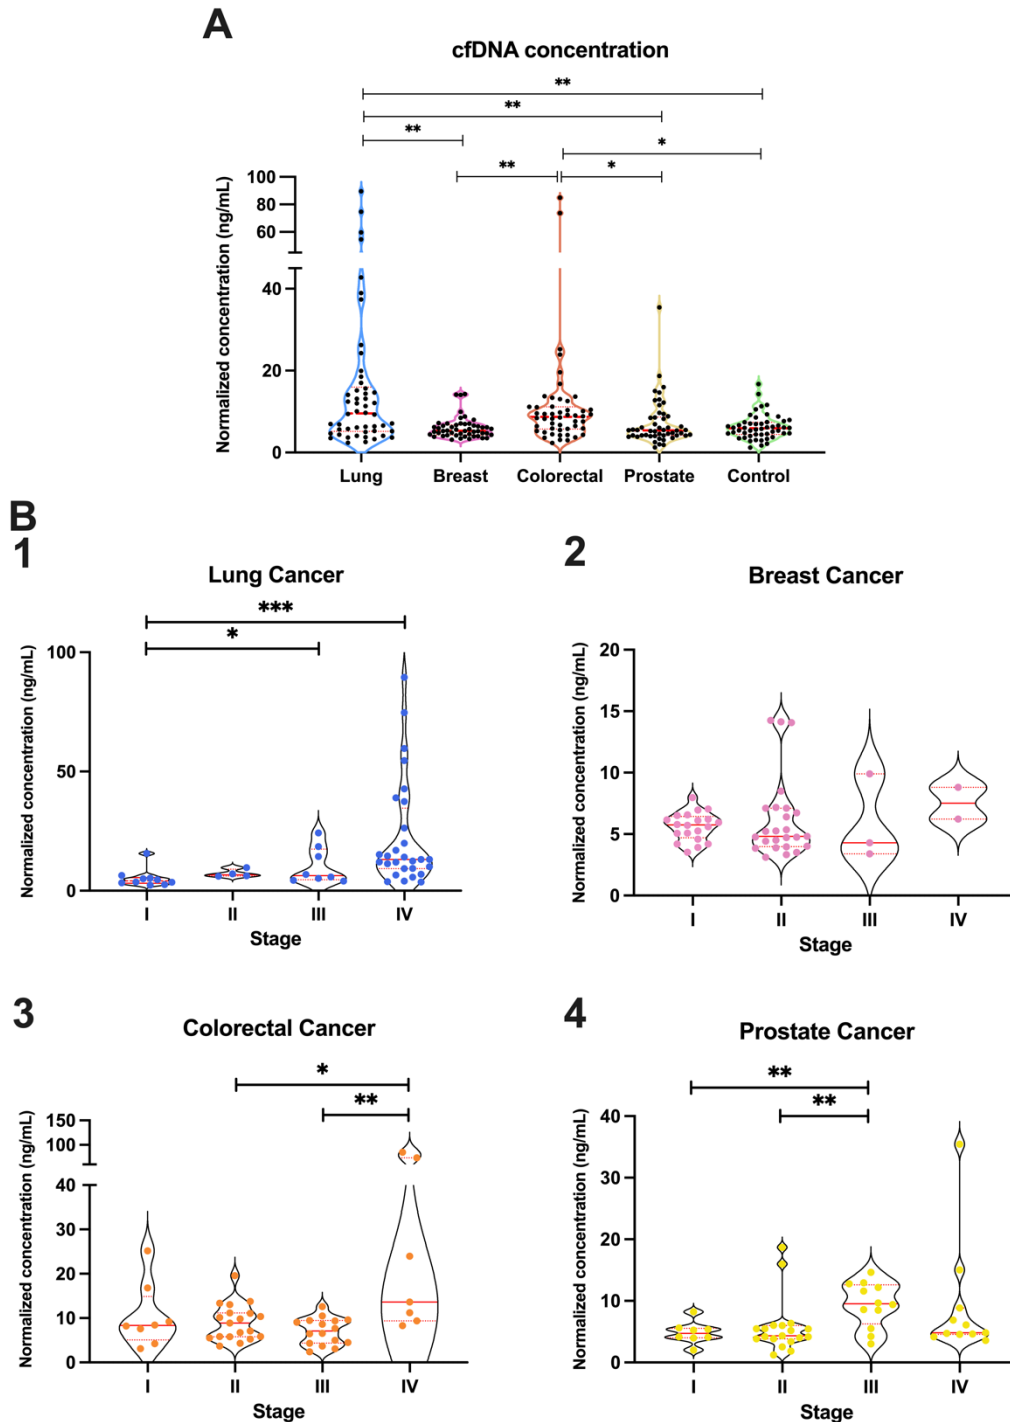 A
cfDNA concentration
**
**
**
*
**
*
Normalized concentration (ng/mL)
100
80
60
40
20
0
Lung Breast Colorectal Prostate Control
B
1
Lung Cancer
***
*
Normalized concentration (ng/mL)
100
50
0
I II III IV
Stage
2
Breast Cancer
Normalized concentration (ng/mL)
20
15
10
5
0
I II III IV
Stage
3
Colorectal Cancer
*
**
Normalized concentration (ng/mL)
150
100
50
40
30
20
10
0
I II III IV
Stage
4
Prostate Cancer
**
**
Normalized concentration (ng/mL)
40
30
20
10
0
I II III IV
Stage